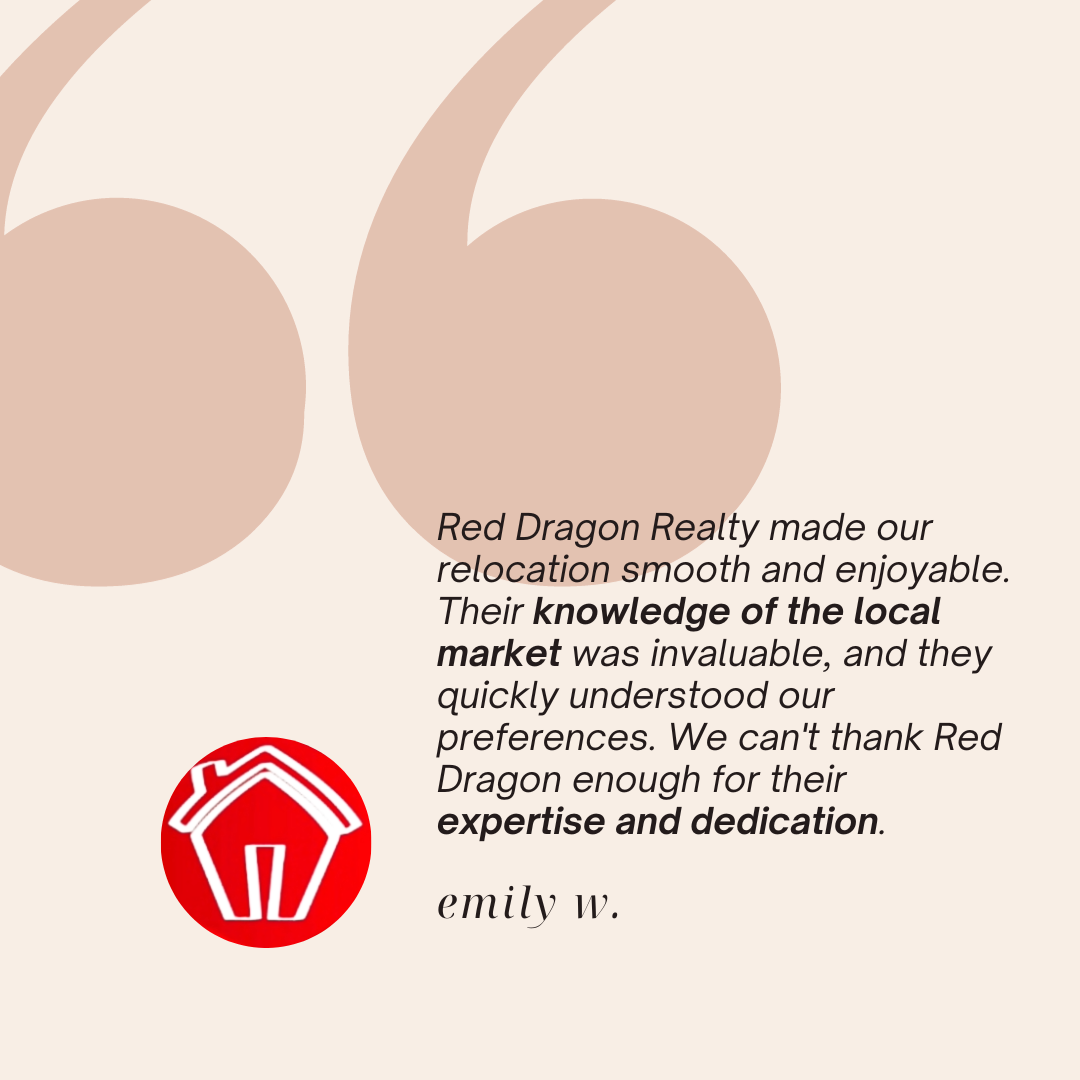 Red Dragon Realty made our
relocation smooth and enjoyable.
Their knowledge of the local
market was invaluable, and they
quickly understood our
preferences. We can't thank Red
Dragon enough for their
expertise and dedication.
emily w.